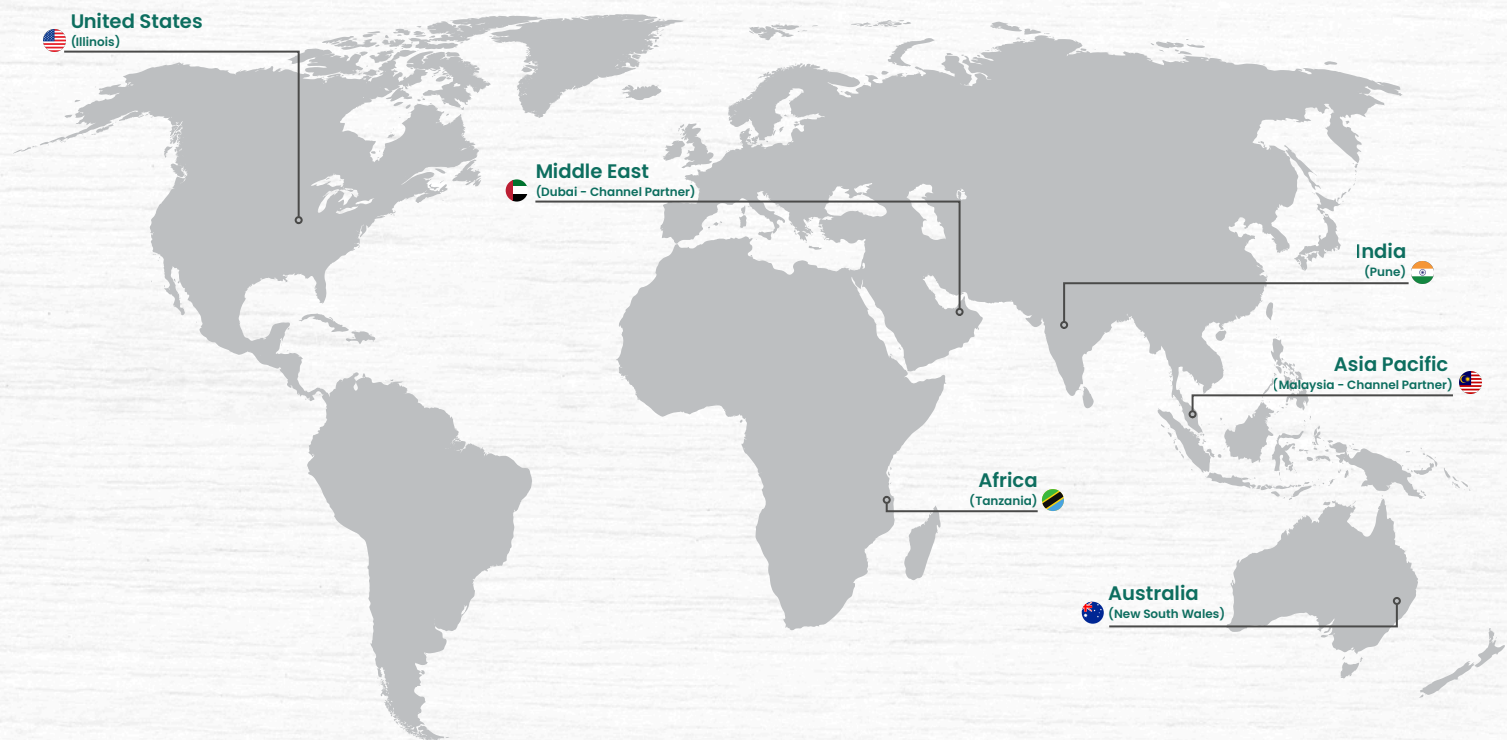 United States
(Illinois)
Middle East
(Dubai - Channel Partner)
India
(Pune)
Asia Pacific
(Malaysia - Channel Partner)
Africa
(Tanzania)
Australia
(New South Wales)